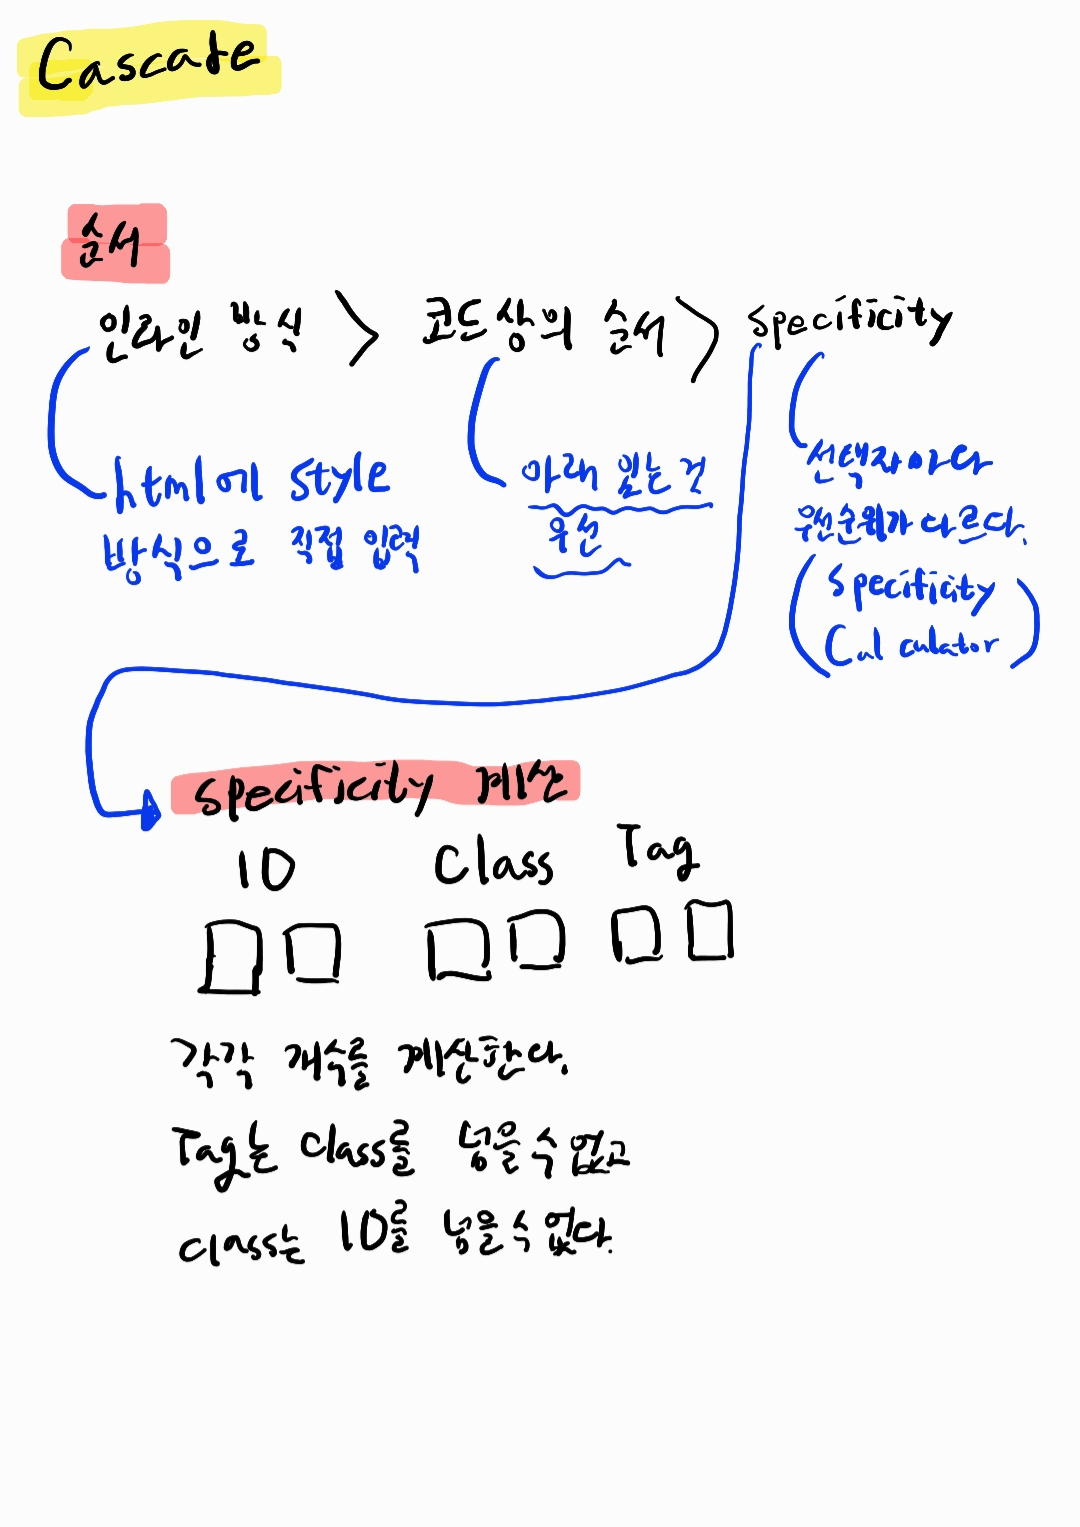 Cascate
순서
인라인 방식 > 코드상의 순서 > specificity
html에 style
방식으로 직접 입력
아래 있는 것
우선
선택자마다
우선순위가 다르다.
(specificity
Calculator)
specificity 계산
ID Class Tag
각각 개수를 계산한다.
Tag는 class를 넘을 수 없고
class는 ID를 넘을 수 없다.